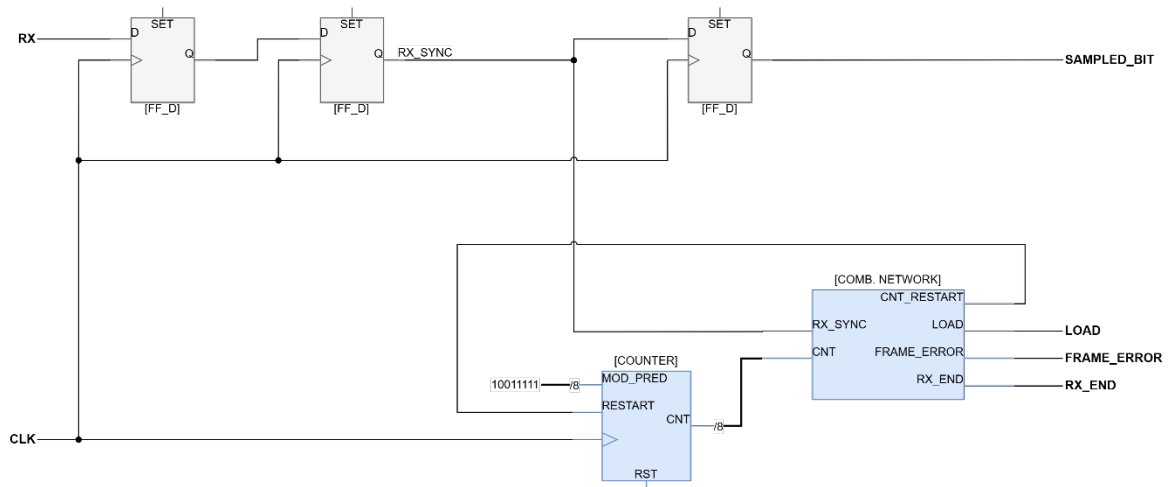 SET
SET
SET
RX
D
Q
D
Q
RX_SYNC
D
Q
SAMPLED_BIT
[FF_D]
[FF_D]
[FF_D]
[COMB. NETWORK]
CNT_RESTART
RX_SYNC
LOAD
LOAD
CNT
FRAME_ERROR
FRAME_ERROR
[COUNTER]
RX_END
RX_END
10011111
/8
MOD_PRED
RESTART
CNT
/8
CLK
RST